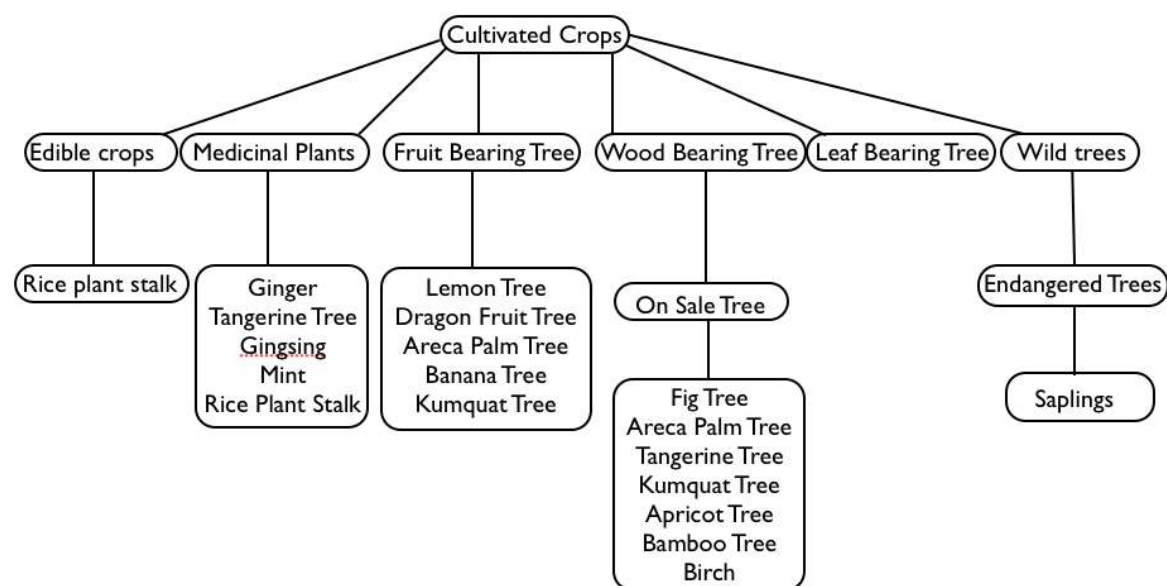 Cultivated Crops
Edible crops
Medicinal Plants
Fruit Bearing Tree
Wood Bearing Tree
Leaf Bearing Tree
Wild trees
Rice plant stalk
Ginger
Tangerine Tree
Gingsing
Mint
Rice Plant Stalk
Lemon Tree
Dragon Fruit Tree
Areca Palm Tree
Banana Tree
Kumquat Tree
On Sale Tree
Fig Tree
Areca Palm Tree
Tangerine Tree
Kumquat Tree
Apricot Tree
Bamboo Tree
Birch
Endangered Trees
Saplings